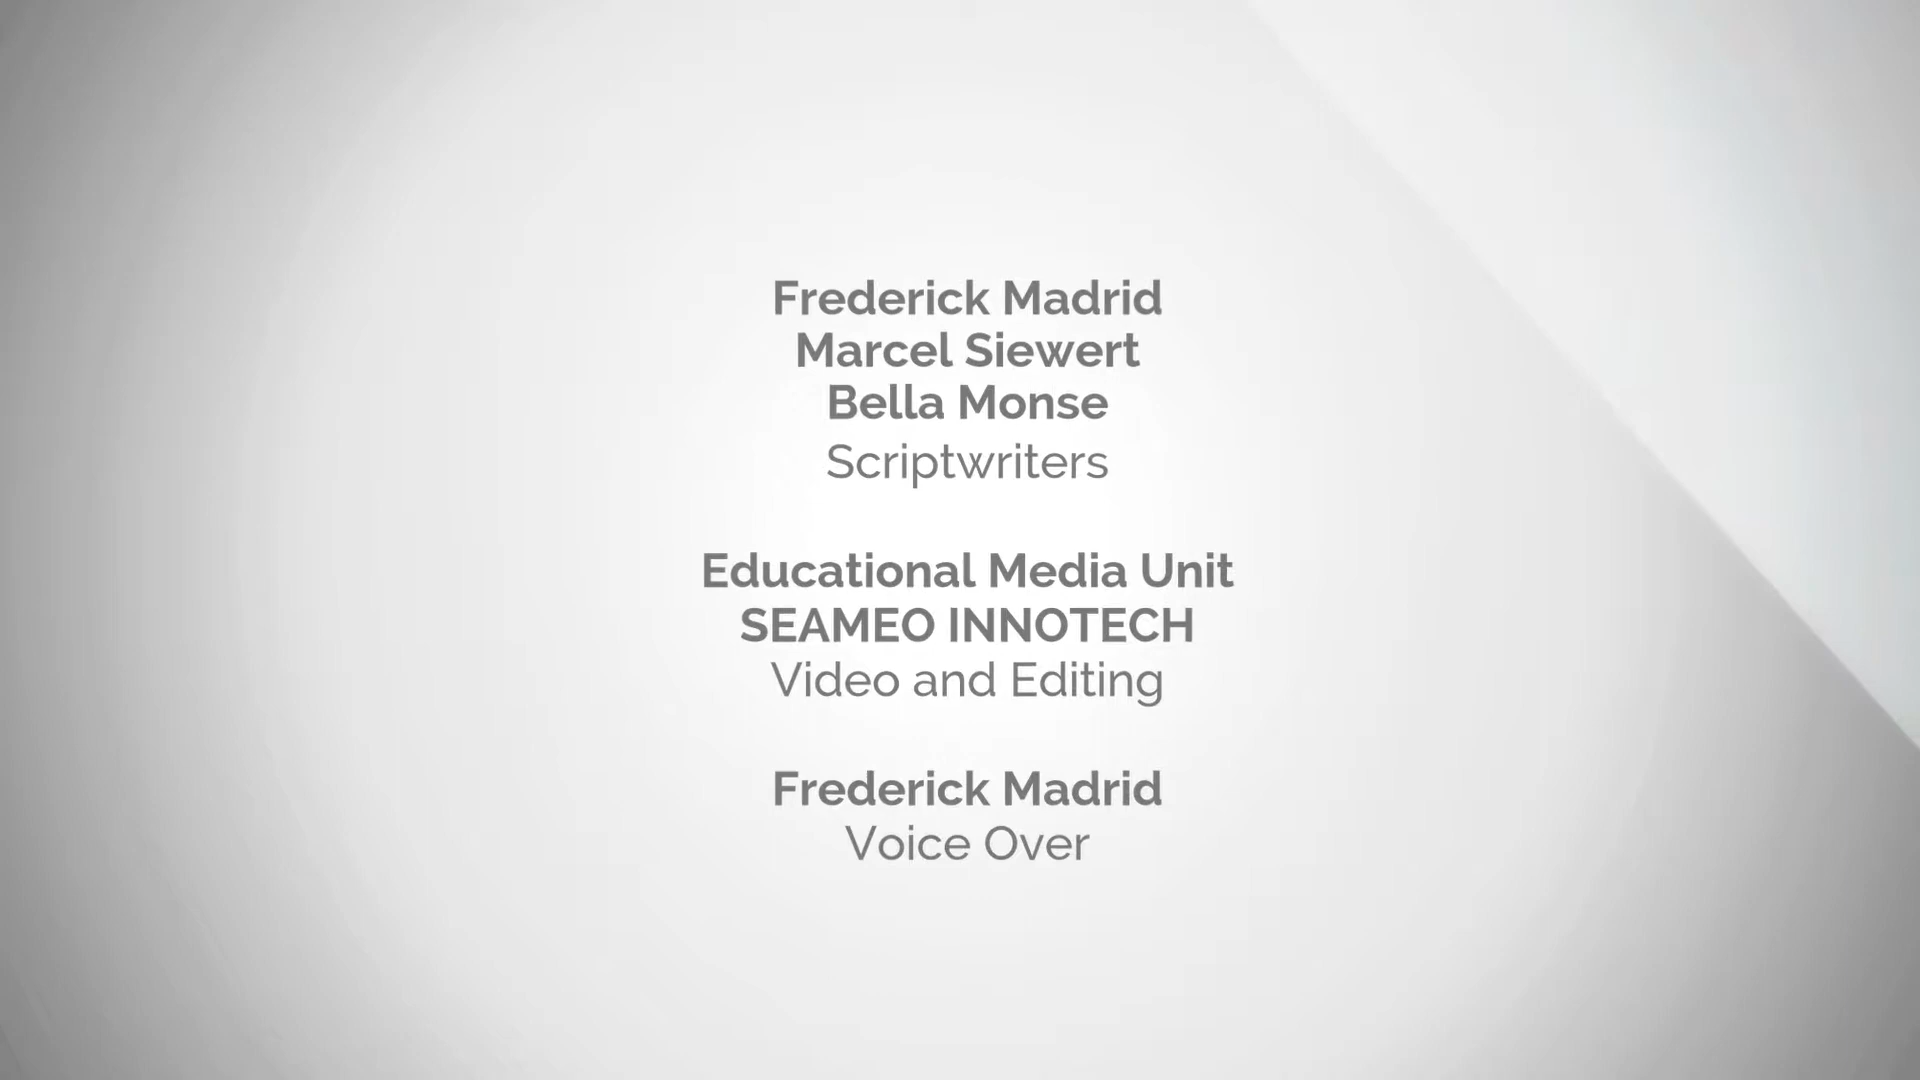 Frederick Madrid
Marcel Siewert
Bella Monse
Scriptwriters
Educational Media Unit
SEAMEO INNOTECH
Video and Editing
Frederick Madrid
Voice Over